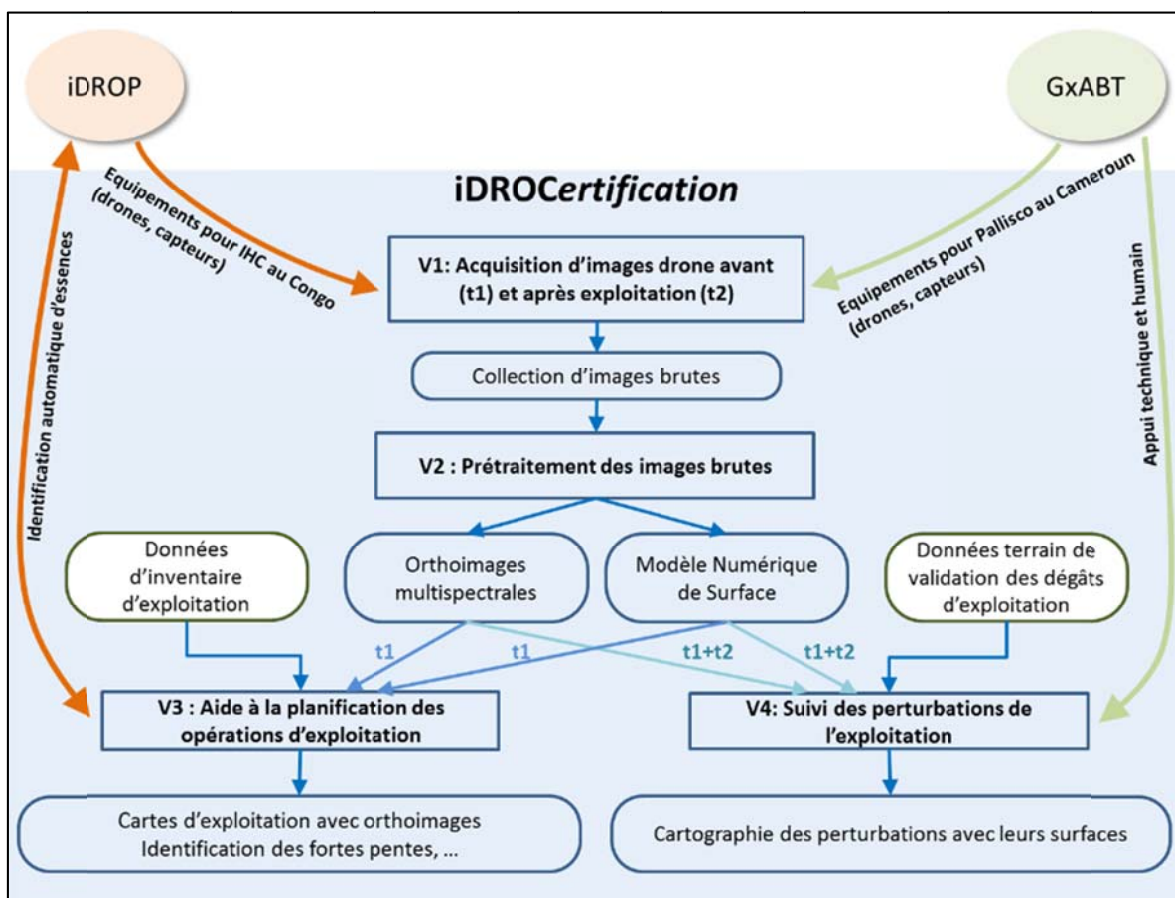 iDROP
GxABT
iDROCertification
Equipements pour IHC au Congo
(drones, capteurs)
Equipements pour Pallisco au Cameroun
(drones, capteurs)
Identification automatique d'essences
Appui technique et humain
V1: Acquisition d'images drone avant
(t1) et après exploitation (t2)
Collection d'images brutes
V2 : Prétraitement des images brutes
Données
d'inventaire
d'exploitation
Orthoimages
multispectrales
Modèle Numérique
de Surface
Données terrain de
validation des dégâts
d'exploitation
t1
t1
t1+t2
t1+t2
V3 : Aide à la planification des
opérations d'exploitation
V4: Suivi des perturbations de
l'exploitation
Cartes d'exploitation avec orthoimages
Identification des fortes pentes, ...
Cartographie des perturbations avec leurs surfaces